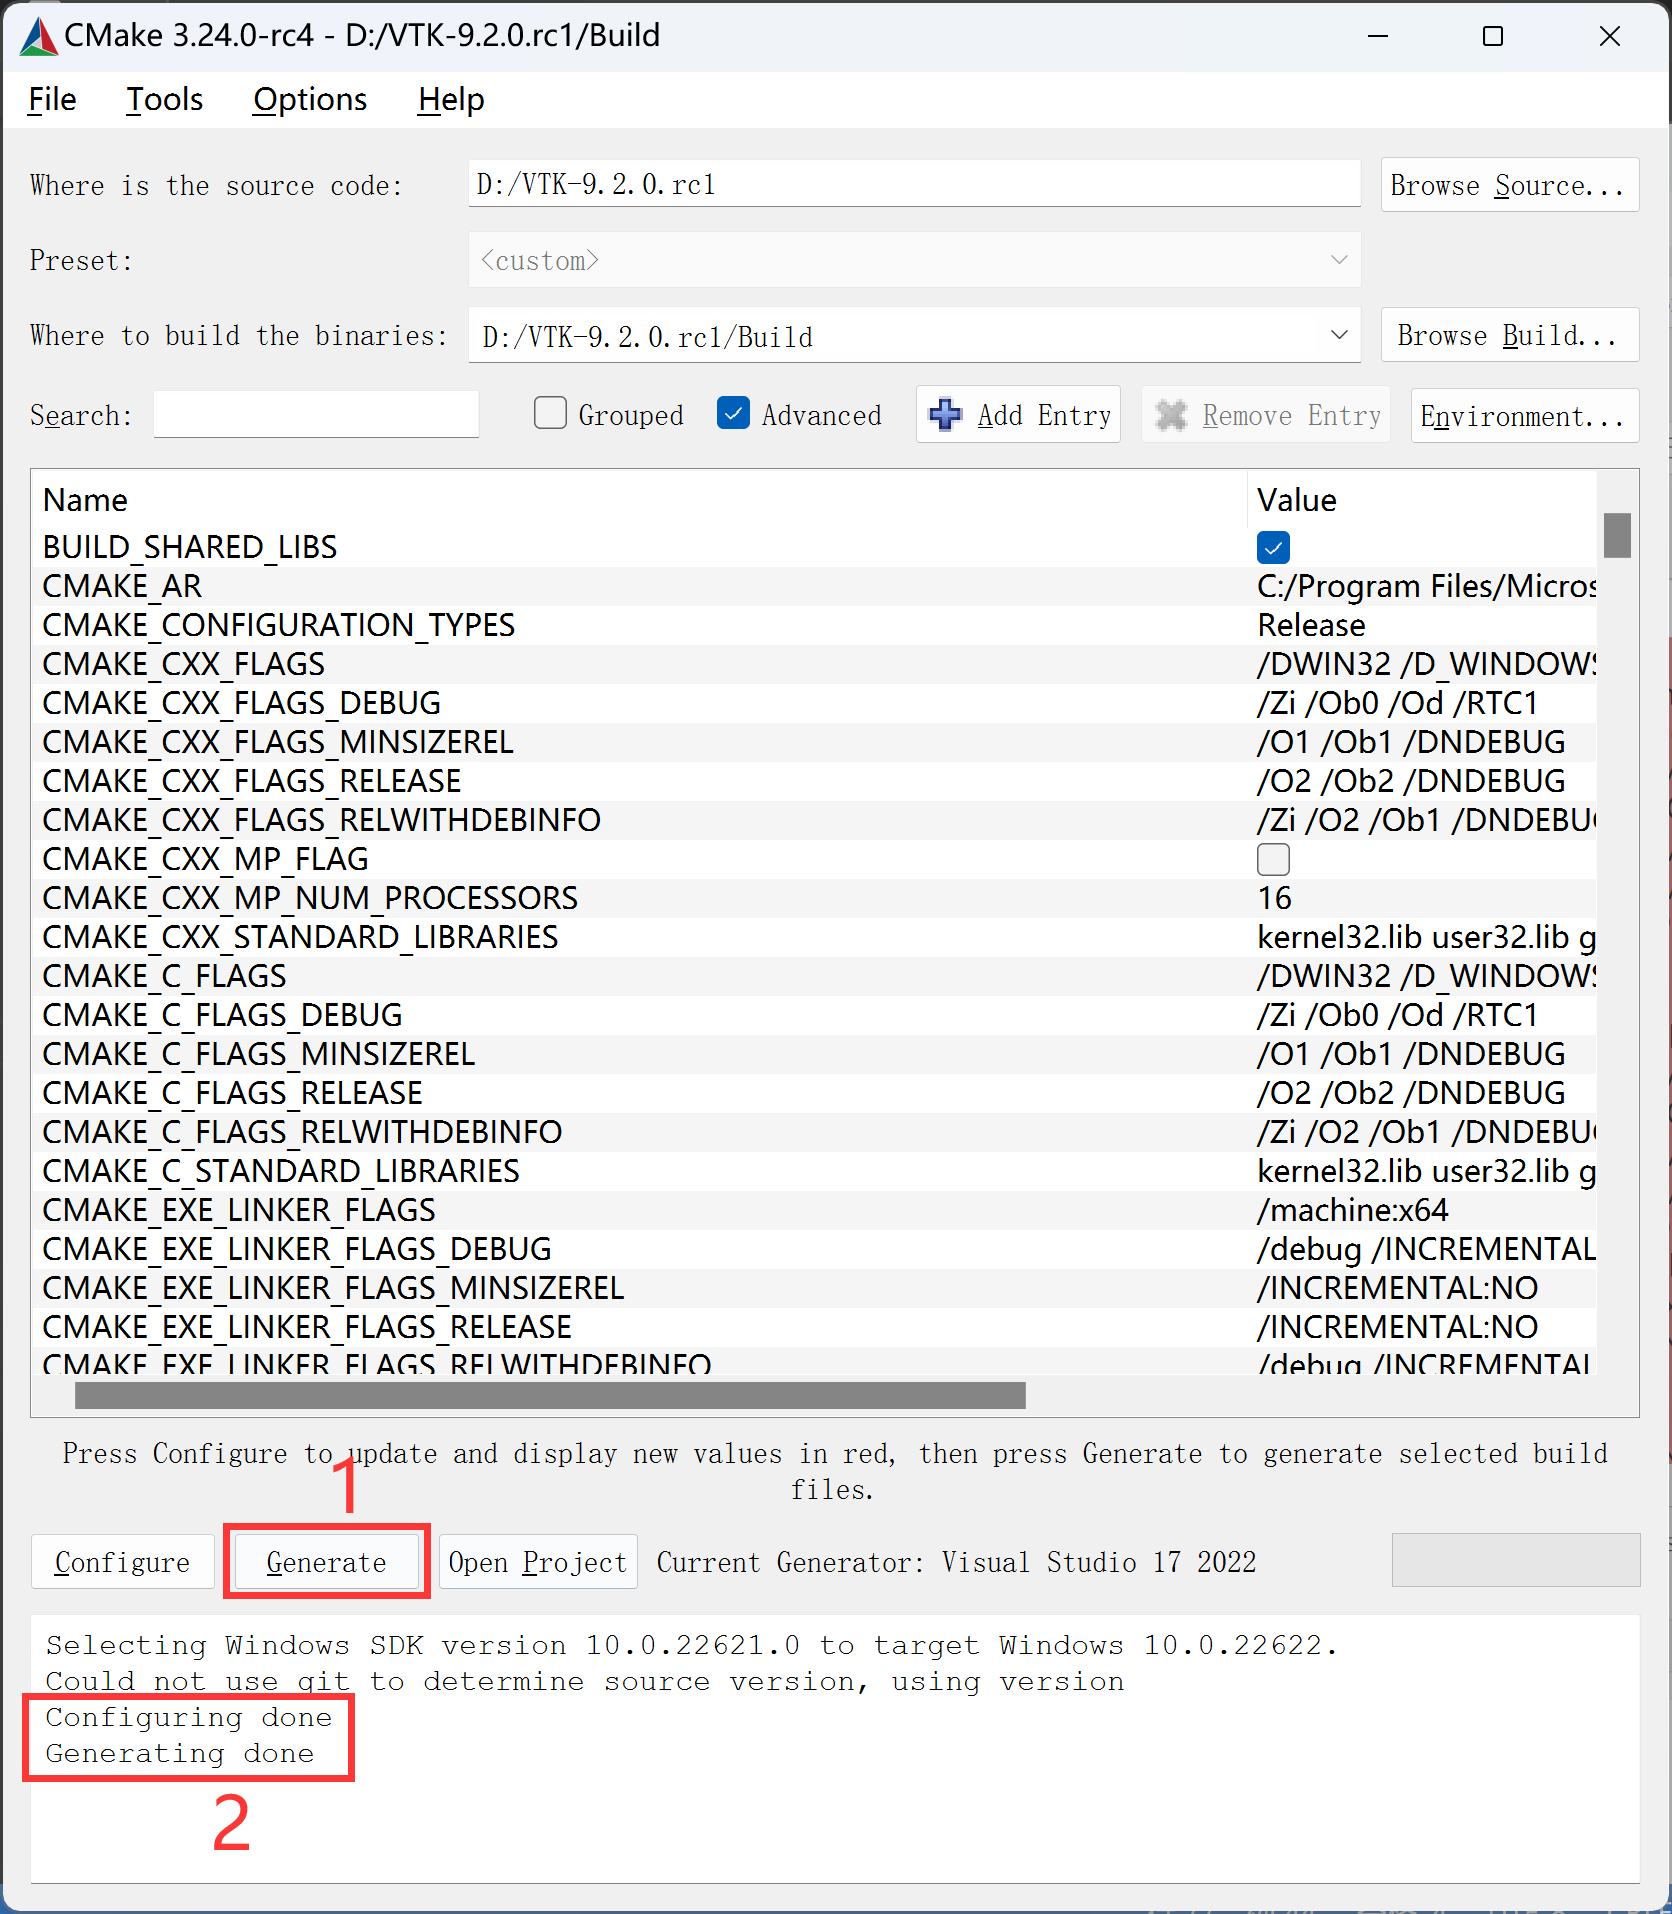 CMake 3.24.0-rc4 - D:/VTK-9.2.0.rc1/Build
File Tools Options Help
Where is the source code: D:/VTK-9.2.0.rc1 Browse Source...
Preset: <custom>
Where to build the binaries: D:/VTK-9.2.0.rc1/Build Browse Build...
Search: Grouped Advanced Add Entry Remove Entry Environment...
Name Value
BUILD_SHARED_LIBS
CMAKE_AR C:/Program Files/Micros
CMAKE_CONFIGURATION_TYPES Release
CMAKE_CXX_FLAGS /DWIN32 /D_WINDOWS
CMAKE_CXX_FLAGS_DEBUG /Zi /Ob0 /Od /RTC1
CMAKE_CXX_FLAGS_MINSIZEREL /O1 /Ob1 /DNDEBUG
CMAKE_CXX_FLAGS_RELEASE /O2 /Ob2 /DNDEBUG
CMAKE_CXX_FLAGS_RELWITHDEBINFO /Zi /O2 /Ob1 /DNDEBUG
CMAKE_CXX_MP_FLAG
CMAKE_CXX_MP_NUM_PROCESSORS 16
CMAKE_CXX_STANDARD_LIBRARIES kernel32.lib user32.lib g
CMAKE_C_FLAGS /DWIN32 /D_WINDOWS
CMAKE_C_FLAGS_DEBUG /Zi /Ob0 /Od /RTC1
CMAKE_C_FLAGS_MINSIZEREL /O1 /Ob1 /DNDEBUG
CMAKE_C_FLAGS_RELEASE /O2 /Ob2 /DNDEBUG
CMAKE_C_FLAGS_RELWITHDEBINFO /Zi /O2 /Ob1 /DNDEBUG
CMAKE_C_STANDARD_LIBRARIES kernel32.lib user32.lib g
CMAKE_EXE_LINKER_FLAGS /machine:x64
CMAKE_EXE_LINKER_FLAGS_DEBUG /debug /INCREMENTAL
CMAKE_EXE_LINKER_FLAGS_MINSIZEREL /INCREMENTAL:NO
CMAKE_EXE_LINKER_FLAGS_RELEASE /INCREMENTAL:NO
CMAKE_EXE_LINKER_FLAGS_RELWITHDEBINFO /debug /INCREMENTAL
Press Configure to update and display new values in red, then press Generate to generate selected build
files.
1
Configure Generate Open Project Current Generator: Visual Studio 17 2022
Selecting Windows SDK version 10.0.22621.0 to target Windows 10.0.22622.
Could not use git to determine source version, using version
Configuring done
Generating done
2